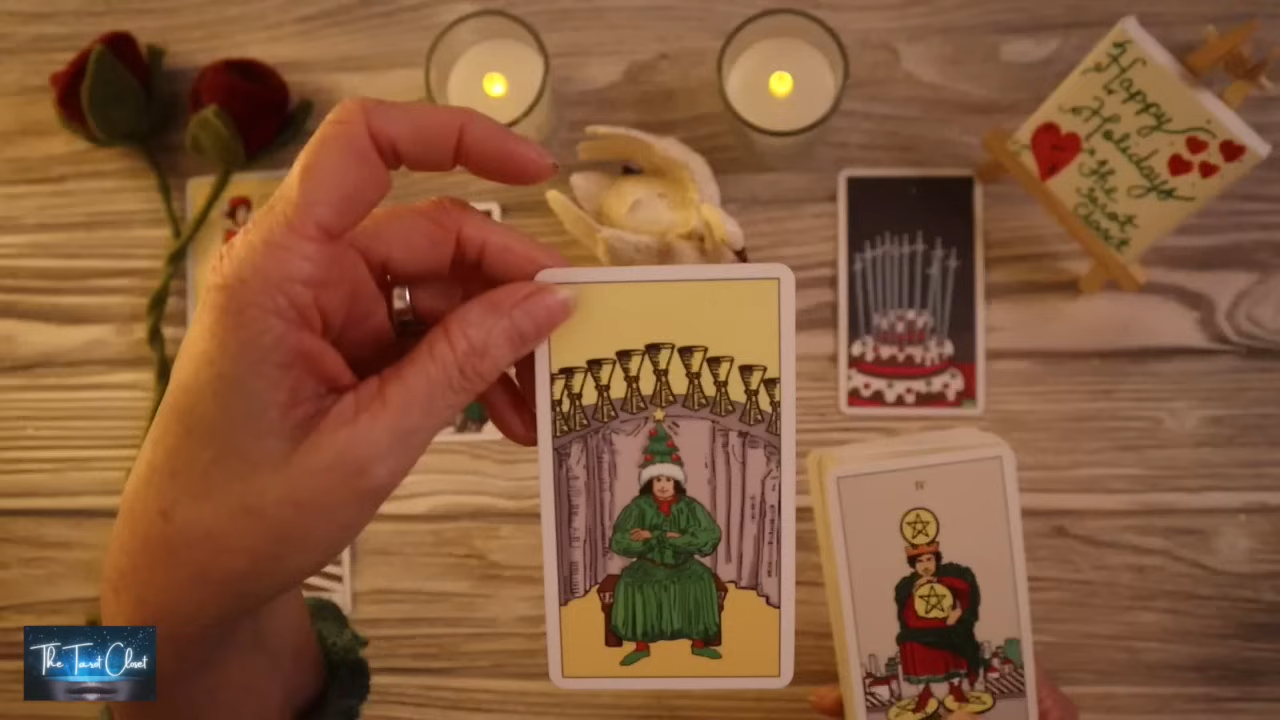 Happy
Holidays
The Tarot
Closet
IV
The Tarot Closet